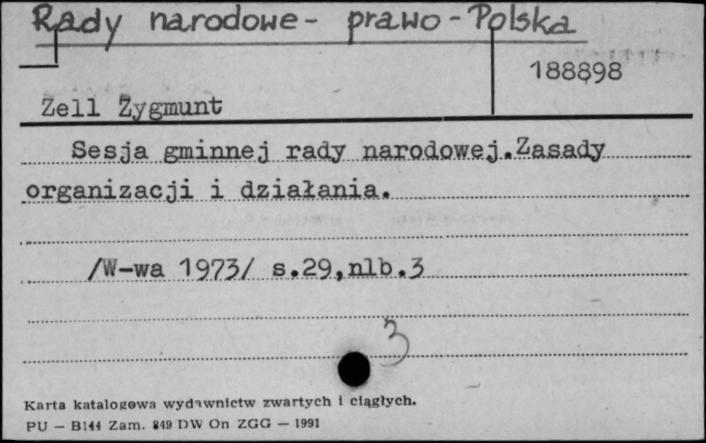 Rady narodowe - prawo - Polska
188898
Zell Zygmunt
Sesja gminnej rady narodowej.Zasady
organizacji i działania.
/W-wa 1973/ s.29,nlb.3
3
Karta katalogowa wydawnictw zwartych i ciągłych.
PU — B144 Zam. 849 DW On ZGG — 1991